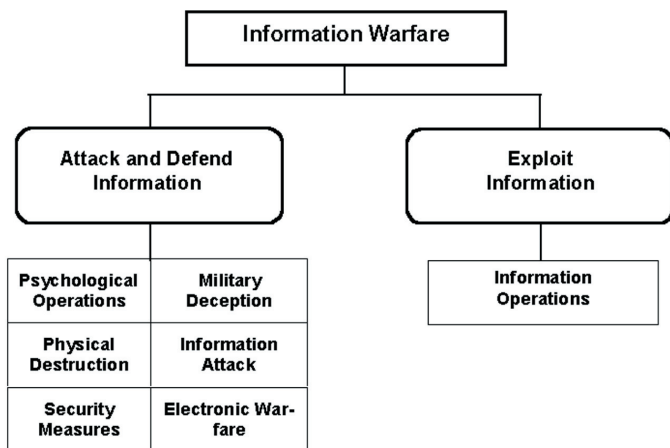 Information Warfare
Attack and Defend
Information
Exploit
Information
Psychological
Operations
Military
Deception
Information
Operations
Physical
Destruction
Information
Attack
Security
Measures
Electronic War-
fare